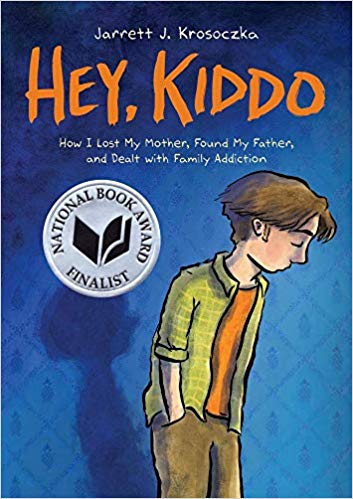 Jarrett J. Krosoczka
HEY, KIDDO
How I Lost My Mother, Found My Father,
and Dealt with Family Addiction
NATIONAL BOOK AWARD
FINALIST